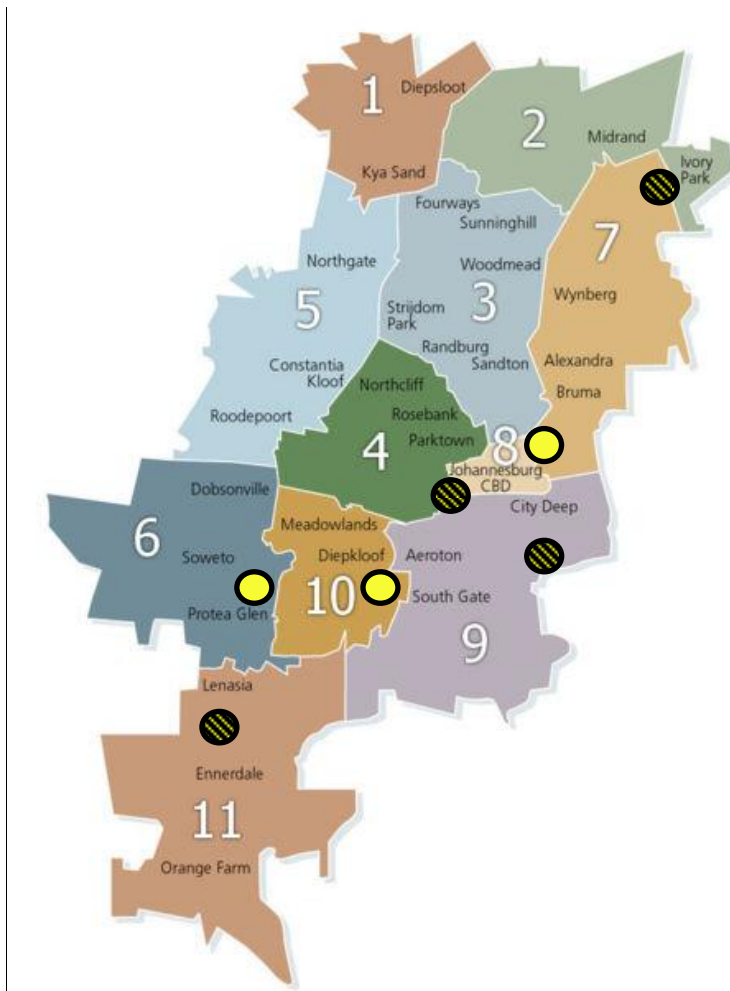 1
Diepsloot
2
Midrand
Ivory
Park
Kya Sand
Fourways
Sunninghill
7
Northgate
Woodmead
5
3
Wynberg
Strijdom
Park
Randburg
Sandton
Constantia
Kloof
Alexandra
Northcliff
Bruma
Roodepoort
Rosebank
Parktown
4
8
Johannesburg
CBD
Dobsonville
City Deep
Meadowlands
6
Soweto
Diepkloof
Aeroton
10
South Gate
Protea Glen
9
Lenasia
Ennerdale
11
Orange Farm